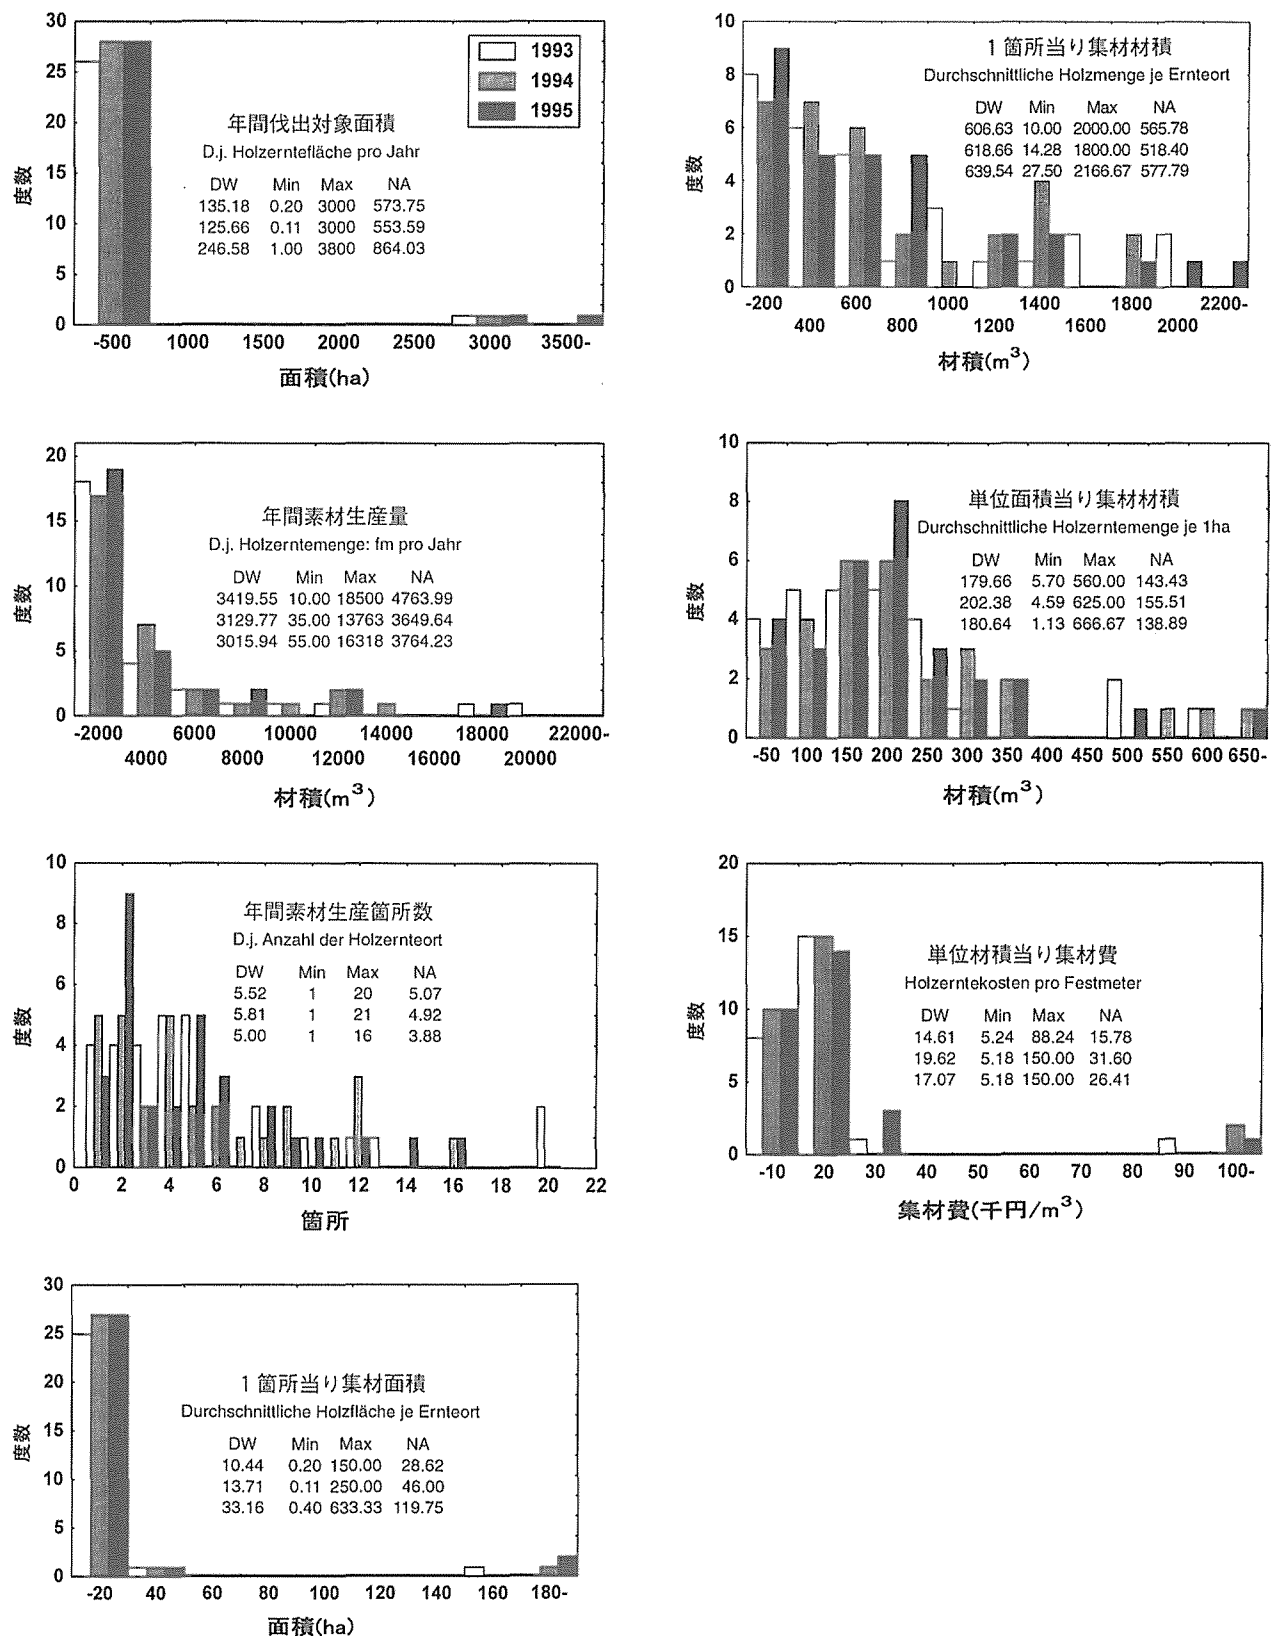 30
25
20
15
10
5
0
度数
1993
1994
1995
年間伐出対象面積
D.j. Holzerntefläche pro Jahr
DW Min Max NA
135.18 0.20 3000 573.75
125.66 0.11 3000 553.59
246.58 1.00 3800 864.03
-500 1000 1500 2000 2500 3000 3500-
面積(ha)
10
8
6
4
2
0
度数
1箇所当り集材材積
Durchschnittliche Holzmenge je Ernteort
DW Min Max NA
606.63 10.00 2000.00 565.78
618.66 14.28 1800.00 518.40
639.54 27.50 2166.67 577.79
-200 600 1000 1400 1800 2200-
400 800 1200 1600 2000
材積(m³)
20
15
10
5
0
度数
年間素材生産量
D.j. Holzerntemenge: fm pro Jahr
DW Min Max NA
3419.55 10.00 18500 4763.99
3129.77 35.00 13763 3649.64
3015.94 55.00 16318 3764.23
-2000 6000 10000 14000 18000 22000-
4000 8000 12000 16000 20000
材積(m³)
10
8
6
4
2
0
度数
単位面積当り集材材積
Durchschnittliche Holzerntemenge je 1ha
DW Min Max NA
179.66 5.70 560.00 143.43
202.38 4.59 625.00 155.51
180.64 1.13 666.67 138.89
-50 100 150 200 250 300 350 400 450 500 550 600 650-
材積(m³)
10
8
6
4
2
0
度数
年間素材生産箇所数
D.j. Anzahl der Holzernteort
DW Min Max NA
5.52 1 20 5.07
5.81 1 21 4.92
5.00 1 16 3.88
0 2 4 6 8 10 12 14 16 18 20 22
箇所
20
15
10
5
0
度数
単位材積当り集材費
Holzerntekosten pro Festmeter
DW Min Max NA
14.61 5.24 88.24 15.78
19.62 5.18 150.00 31.60
17.07 5.18 150.00 26.41
-10 20 30 40 50 60 70 80 90 100-
集材費(千円/m³)
30
25
20
15
10
5
0
度数
1箇所当り集材面積
Durchschnittliche Holzfläche je Ernteort
DW Min Max NA
10.44 0.20 150.00 28.62
13.71 0.11 250.00 46.00
33.16 0.40 633.33 119.75
-20 40 60 80 100 120 140 160 180-
面積(ha)